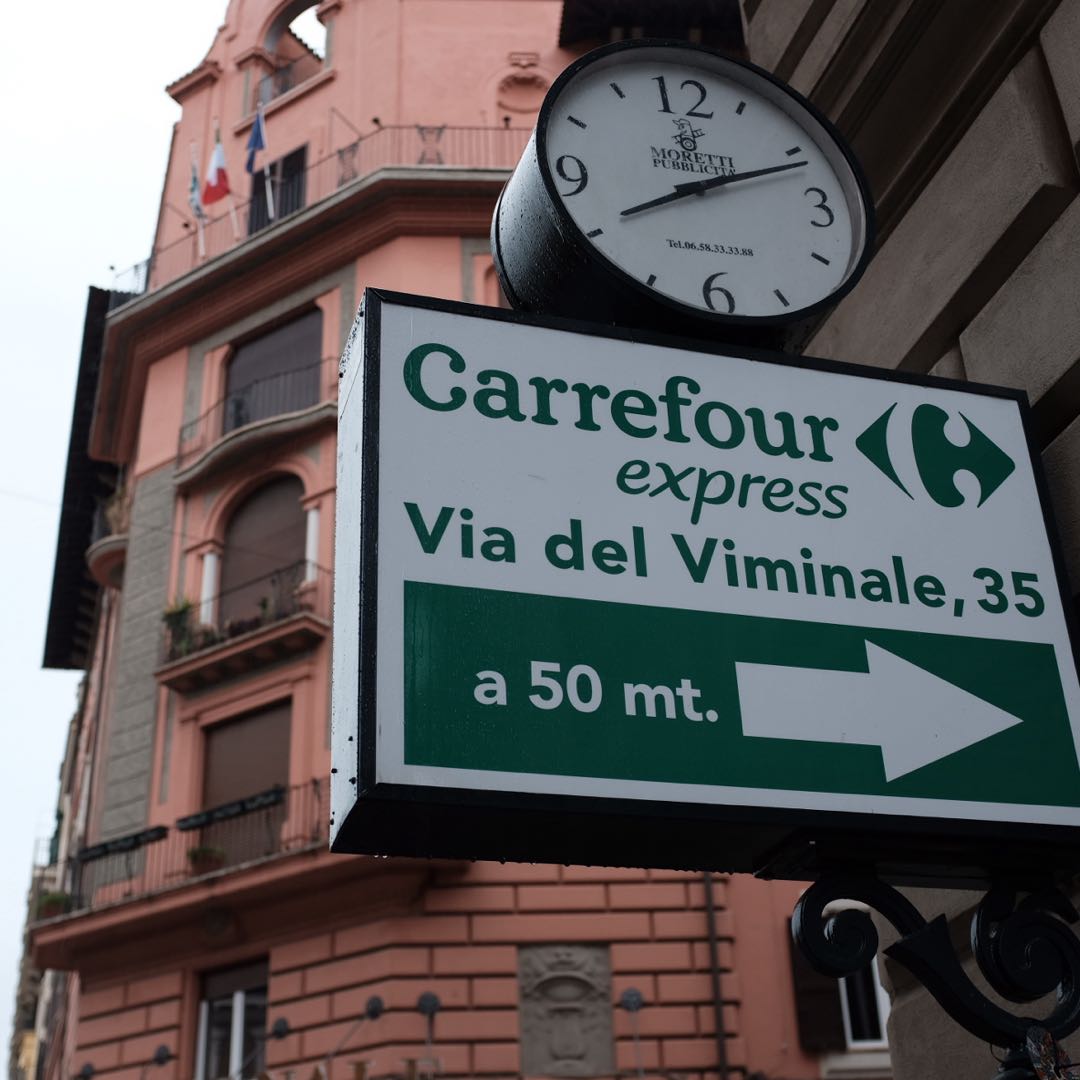 12
MORETTI
PUBBLICITÀ
9
3
Tel.06.58.33.33.88
6
Carrefour
express
Via del Viminale, 35
a 50 mt.